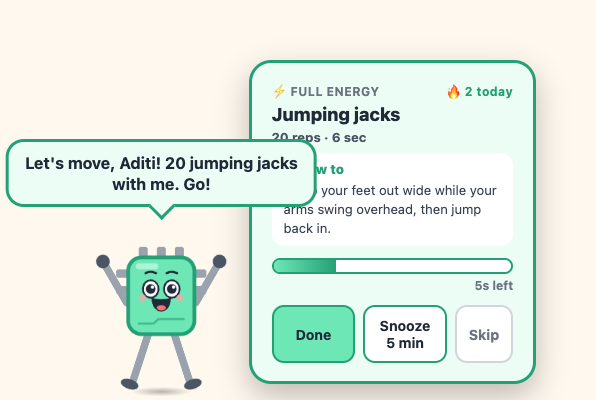 ⚡ FULL ENERGY
🔥 2 today
Jumping jacks
20 reps · 6 sec
Let's move, Aditi! 20 jumping jacks
with me. Go!
to
your feet out wide while your
arms swing overhead, then jump
back in.
5s left
Done
Snooze
5 min
Skip